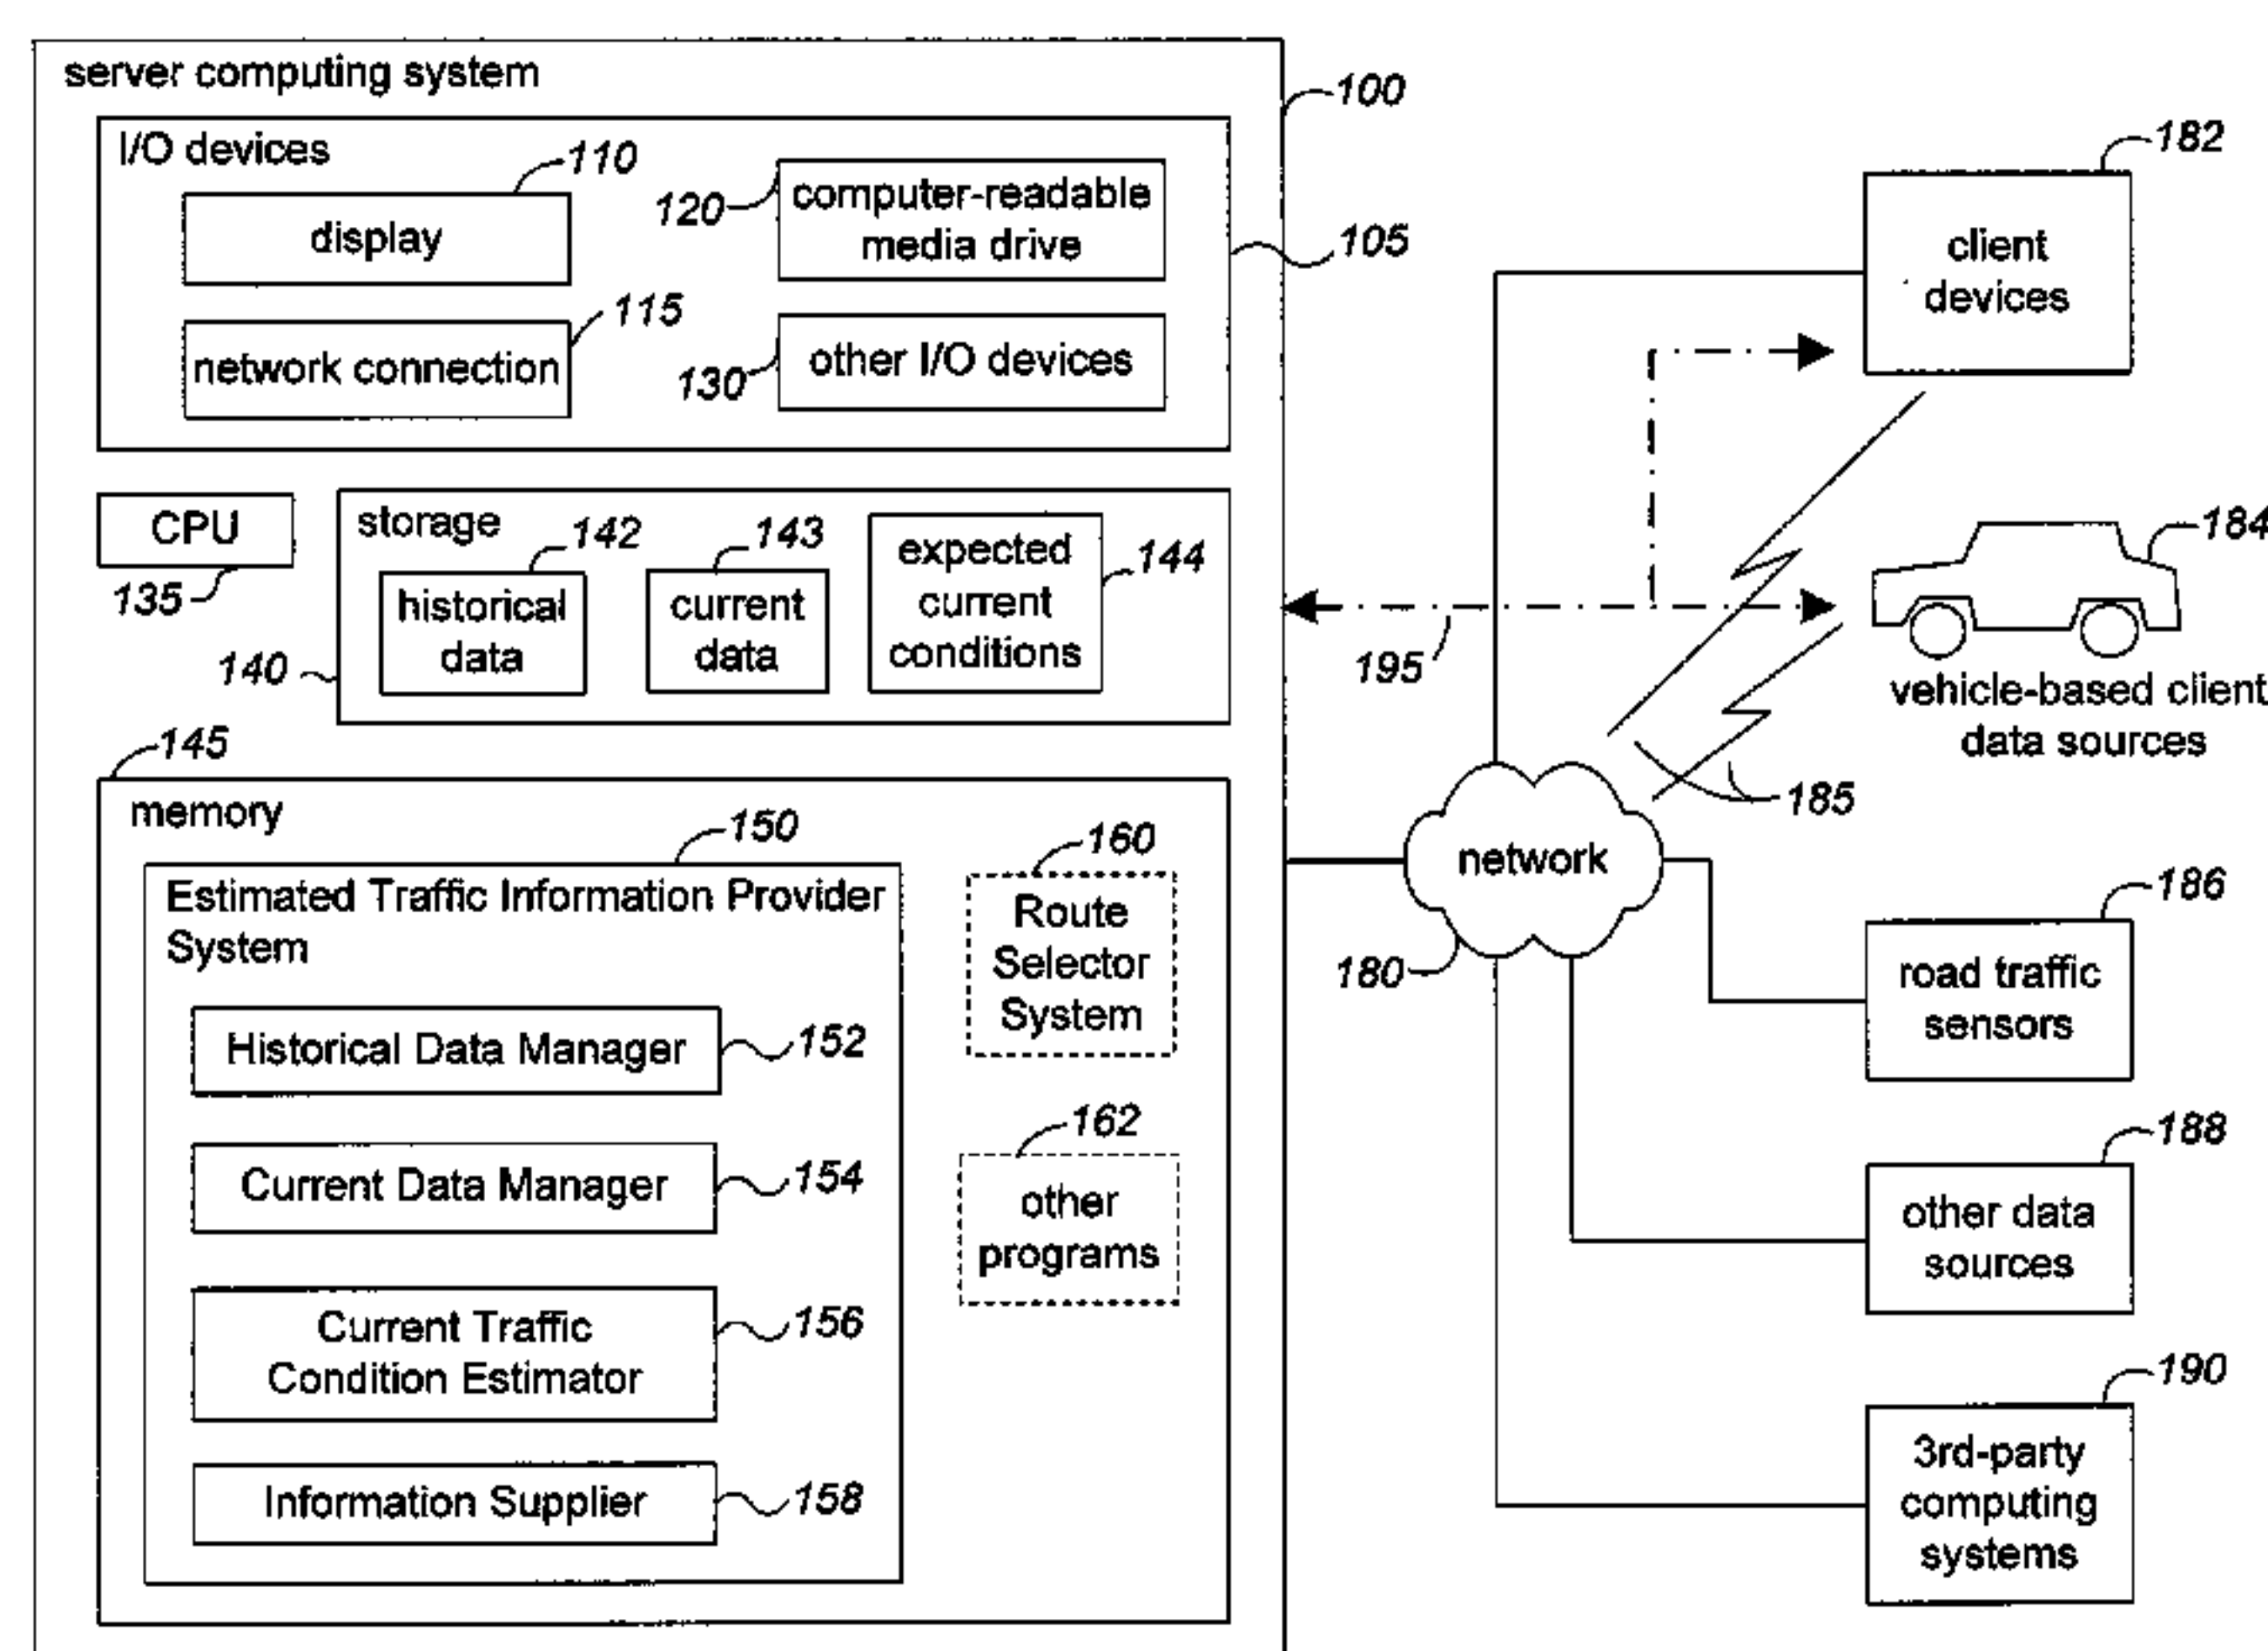 server computing system
100
I/O devices
110
display
120
computer-readable
media drive
105
115
network connection
130
other I/O devices
CPU
135
storage
142
historical
data
143
current
data
expected
current
conditions
144
140
145
memory
150
Estimated Traffic Information Provider
System
Historical Data Manager
152
Current Data Manager
154
Current Traffic
Condition Estimator
156
Information Supplier
158
160
Route
Selector
System
162
other
programs
182
client
devices
184
vehicle-based client
data sources
195
185
network
180
186
road traffic
sensors
188
other data
sources
190
3rd-party
computing
systems